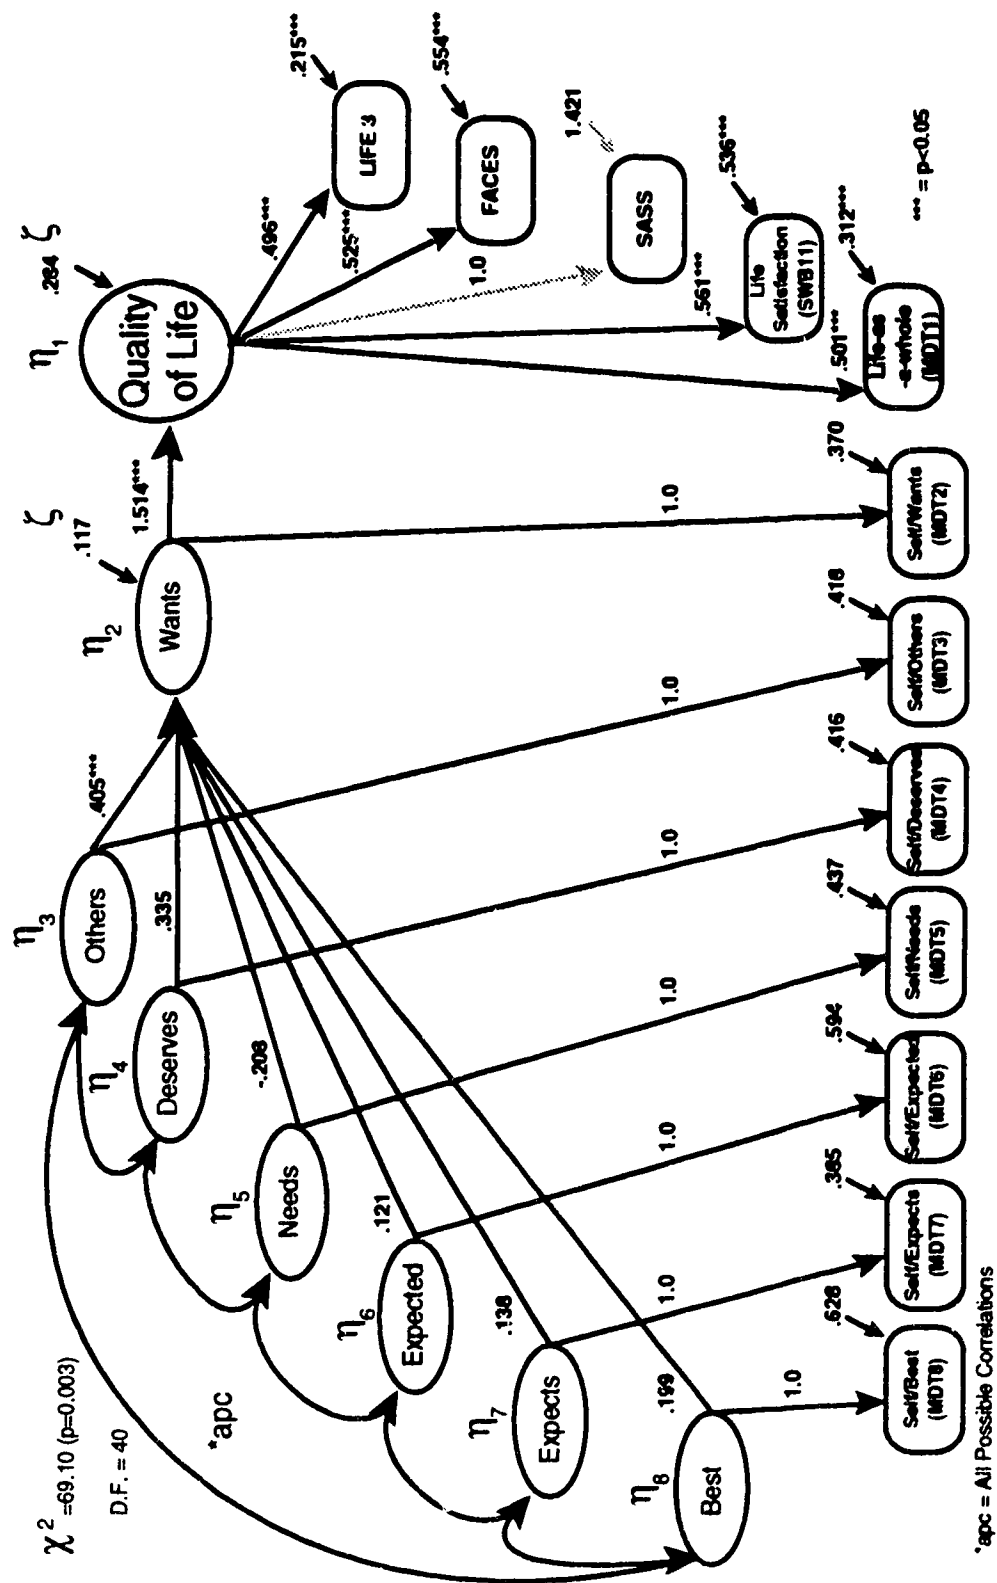 χ² =69.10 (p=0.003)
D.F. = 40
*apc
η₃
Others
η₄
Deserves
η₅
Needs
η₆
Expected
η₇
Expects
η₈
Best
.405***
.335
-.208
.121
.138
.199
η₂
Wants
ζ
.117
1.514***
η₁
Quality
of Life
.264
ζ
.496***
.525***
1.0
.561***
.501***
LIFE 3
.215***
FACES
.554***
SASS
1.421
Life
Satisfaction
(SWB11)
.536***
Life-as
-a-whole
(MDT1)
.312***
1.0
1.0
1.0
1.0
1.0
1.0
1.0
Self/Best
(MDT8)
.628
Self/Expects
(MDT7)
.385
Self/Expected
(MDT6)
.594
Self/Needs
(MDT5)
.437
Self/Deserves
(MDT4)
.416
Self/Others
(MDT3)
.418
Self/Wants
(MDT2)
.370
*** = p<0.05
*apc = All Possible Correlations